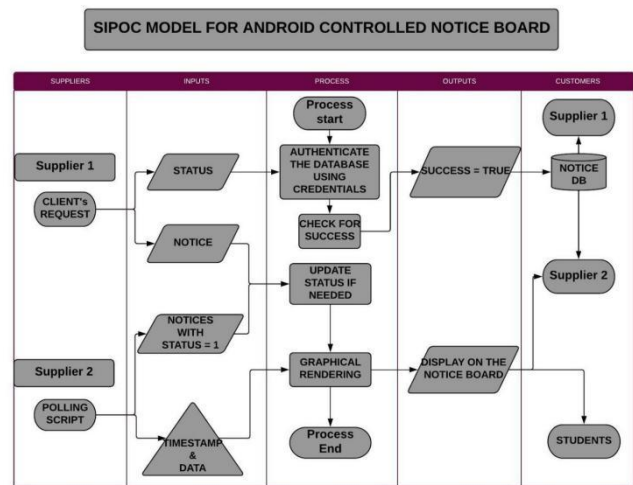 SIPOC MODEL FOR ANDROID CONTROLLED NOTICE BOARD
SUPPLIERS
INPUTS
PROCESS
OUTPUTS
CUSTOMERS
Supplier 1
CLIENT's
REQUEST
Supplier 2
POLLING
SCRIPT
STATUS
NOTICE
NOTICES
WITH
STATUS = 1
TIMESTAMP
&
DATA
Process
start
AUTHENTICATE
THE DATABASE
USING
CREDENTIALS
CHECK FOR
SUCCESS
UPDATE
STATUS IF
NEEDED
GRAPHICAL
RENDERING
Process
End
SUCCESS = TRUE
DISPLAY ON THE
NOTICE BOARD
Supplier 1
NOTICE
DB
Supplier 2
STUDENTS